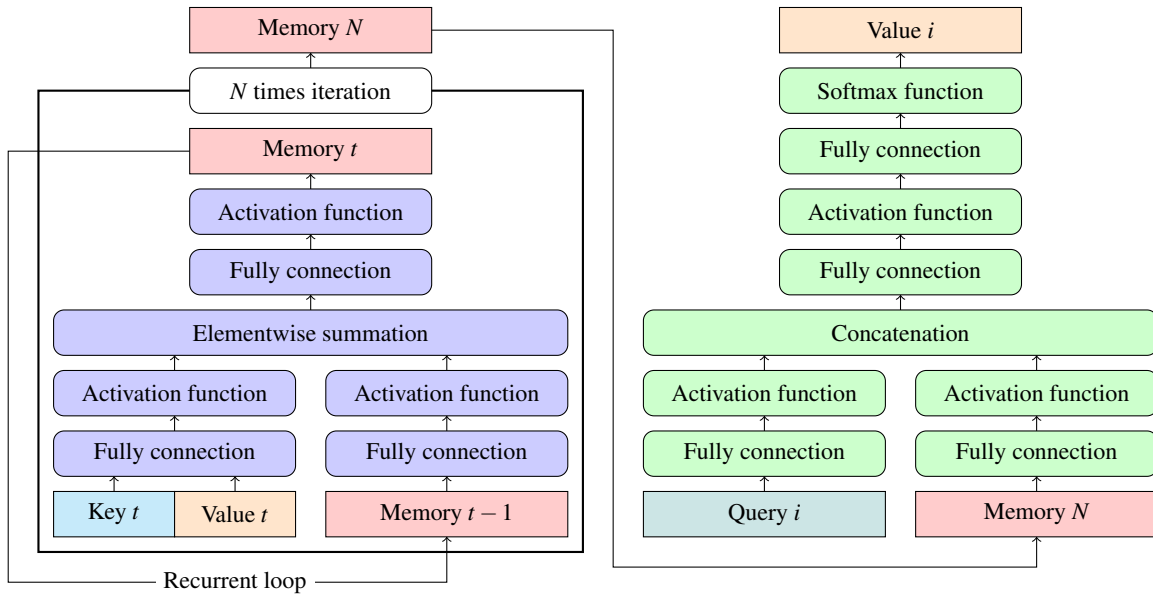 Memory N
N times iteration
Memory t
Activation function
Fully connection
Elementwise summation
Activation function
Activation function
Fully connection
Fully connection
Key t
Value t
Memory t − 1
Recurrent loop
Value i
Softmax function
Fully connection
Activation function
Fully connection
Concatenation
Activation function
Activation function
Fully connection
Fully connection
Query i
Memory N